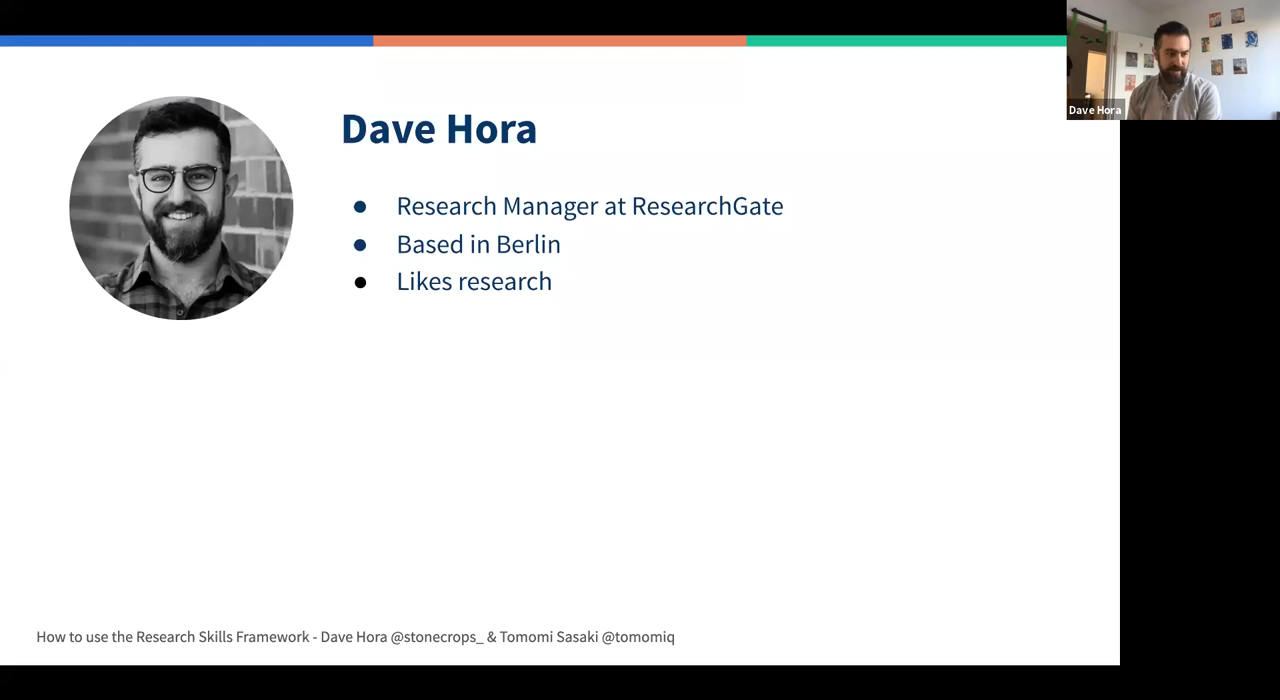 Dave Hora
Dave Hora
● Research Manager at ResearchGate
● Based in Berlin
● Likes research
How to use the Research Skills Framework - Dave Hora @stonecrops_ & Tomomi Sasaki @tomomiq